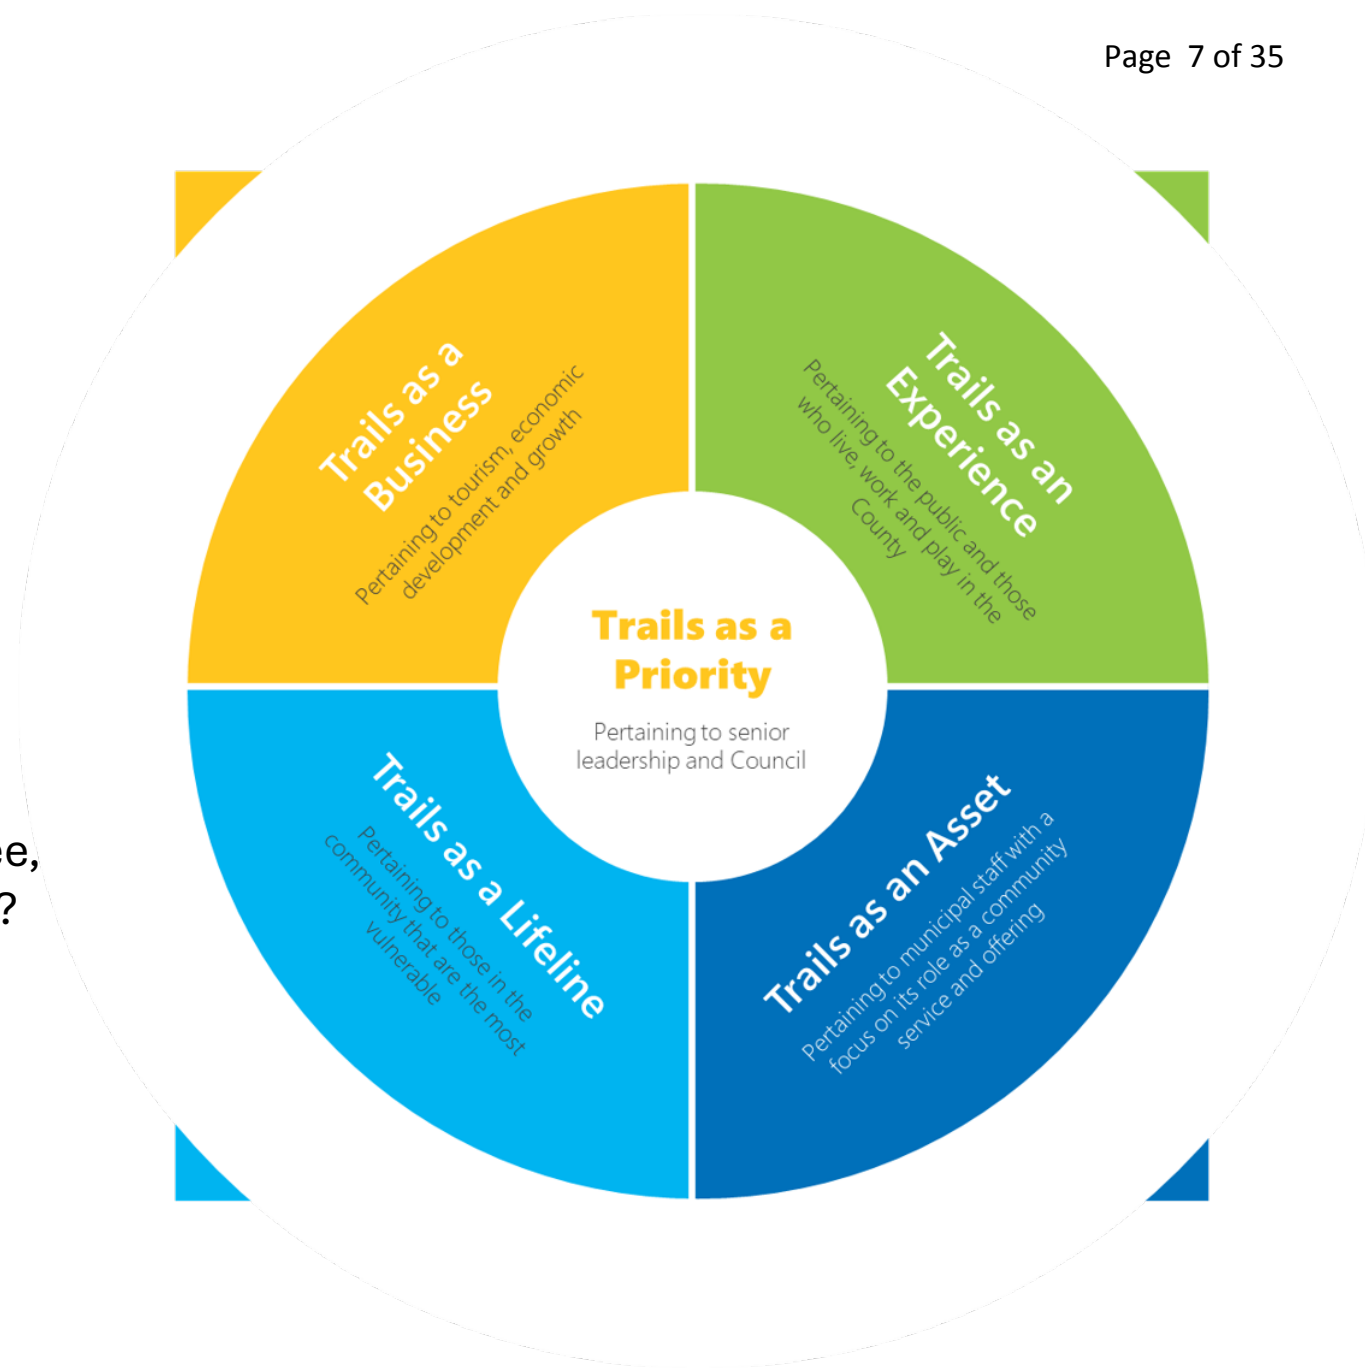 Page 7 of 35
Trails as a
Business
Pertaining to tourism, economic
development and growth
Trails as an
Experience
Pertaining to the public and those
who live, work and play in the
County
Trails as a
Priority
Pertaining to senior
leadership and Council
Trails as a Lifeline
Pertaining to those in the
community that are the most
vulnerable
Trails as an Asset
Pertaining to municipal staff with a
focus on its role as a community
service and offering
?